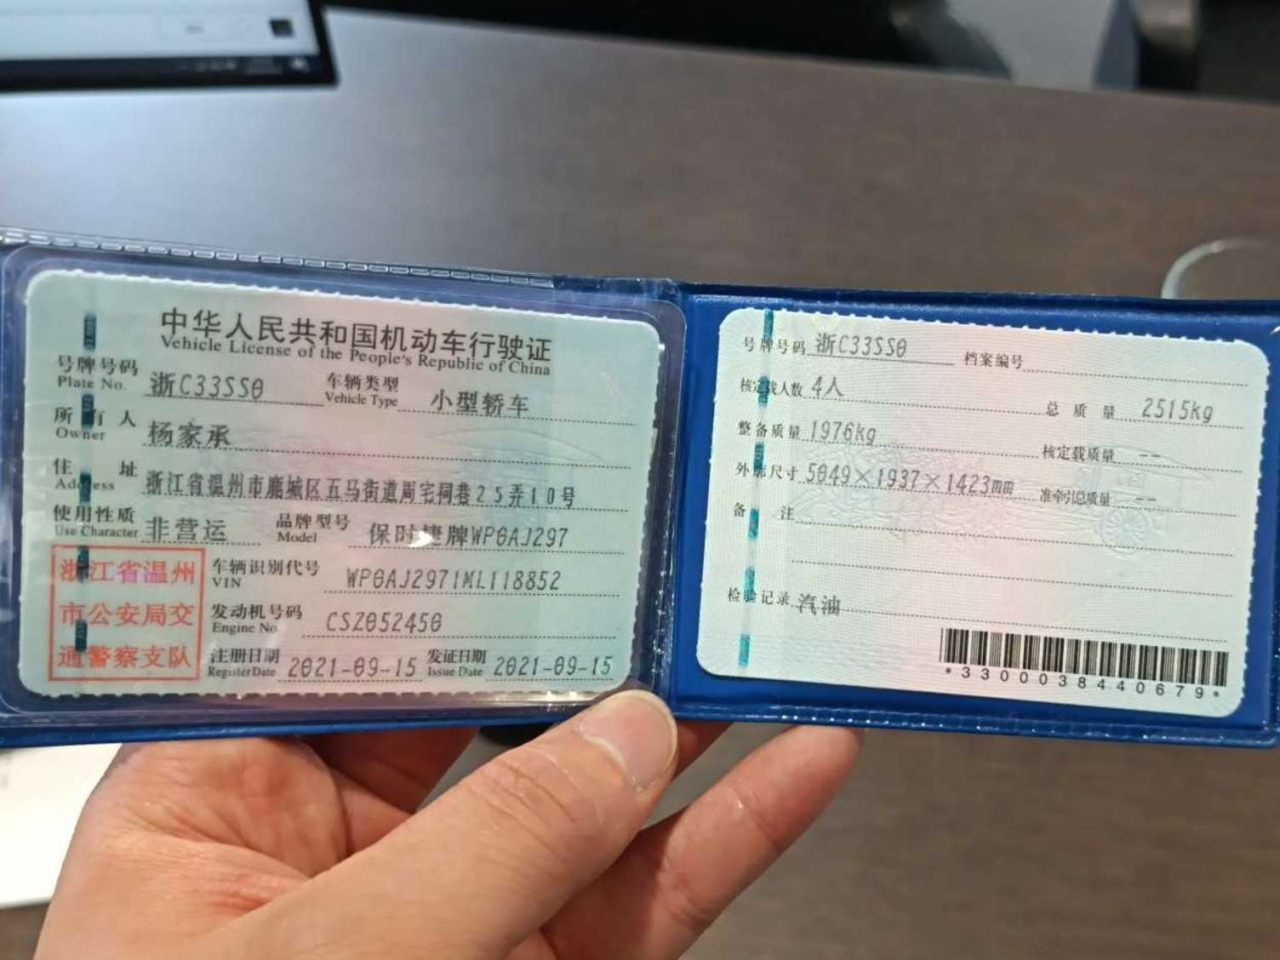 中华人民共和国机动车行驶证
Vehicle License of the People's Republic of China
号牌号码 浙C33SS0 车辆类型 小型轿车
Plate No. Vehicle Type
所有人 杨家承
Owner
住址 浙江省温州市鹿城区五马街道周宅祠巷25弄10号
Address
使用性质 非营运 品牌型号 保时捷牌WP0AJ297
Use Character Model
浙江省温州
市公安局交
通警察支队
车辆识别代号 WP0AJ2971ML118852
VIN
发动机号码 CSZ052450
Engine No.
注册日期 2021-09-15 发证日期 2021-09-15
Register Date Issue Date
号牌号码 浙C33SS0 档案编号
核定载人数 4人 总质量 2515kg
整备质量 1976kg 核定载质量 --
外廓尺寸 5049×1937×1423mm 准牵引总质量 --
备注
检验记录 汽油
*3300038440679*